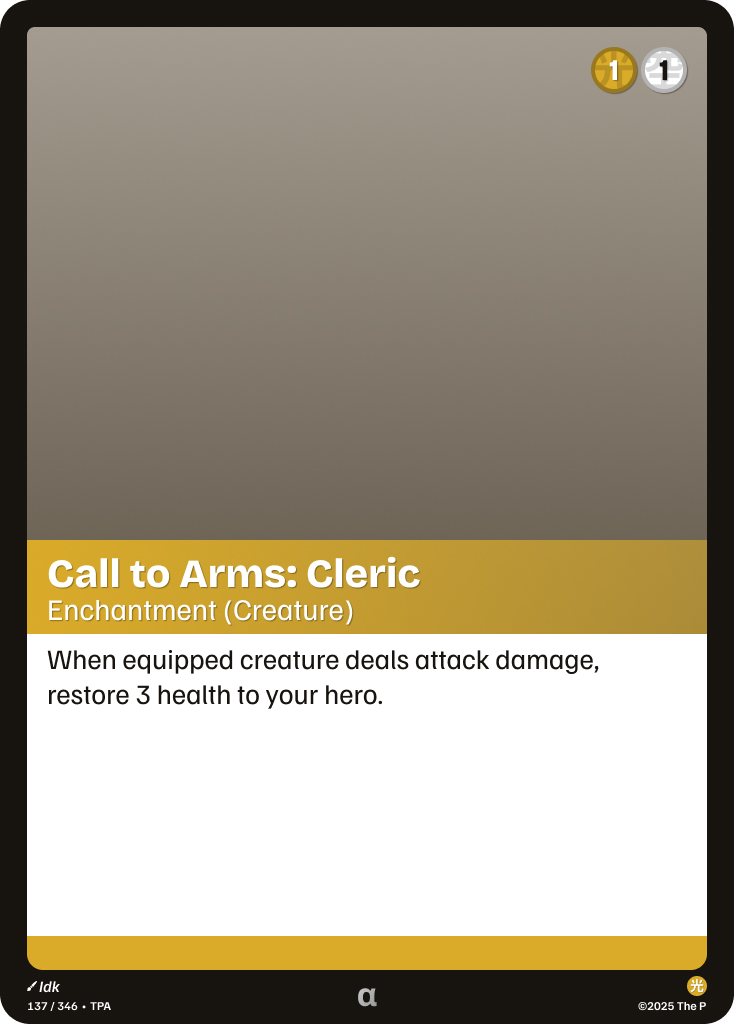 光 1 1
Call to Arms: Cleric
Enchantment (Creature)
When equipped creature deals attack damage,
restore 3 health to your hero.
Idk
光
137 / 346 • TPA
α
©2025 The P